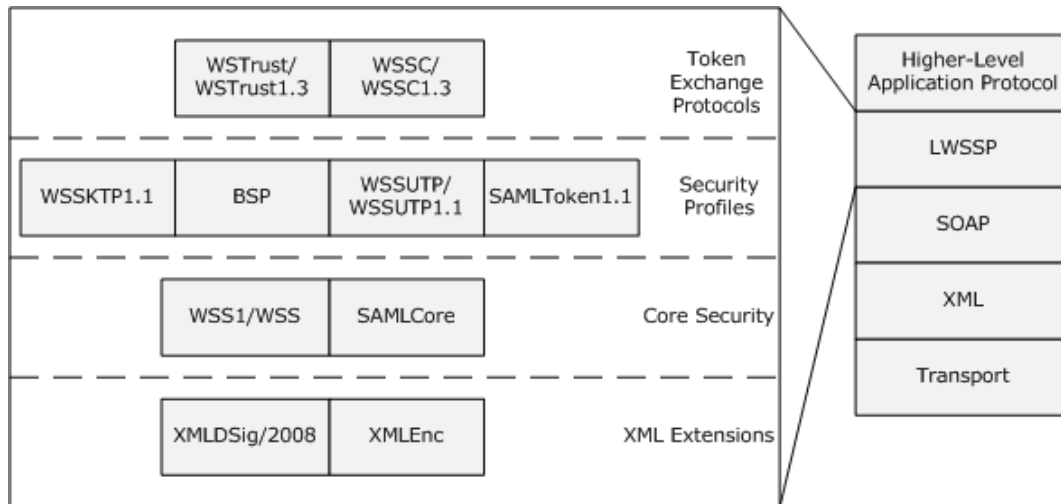 WSTrust/
WSTrust1.3
WSSC/
WSSC1.3
Token
Exchange
Protocols
WSSKTP1.1
BSP
WSSUTP/
WSSUTP1.1
SAMLToken1.1
Security
Profiles
WSS1/WSS
SAMLCore
Core Security
XMLDSig/2008
XMLEnc
XML Extensions
Higher-Level
Application Protocol
LWSSP
SOAP
XML
Transport